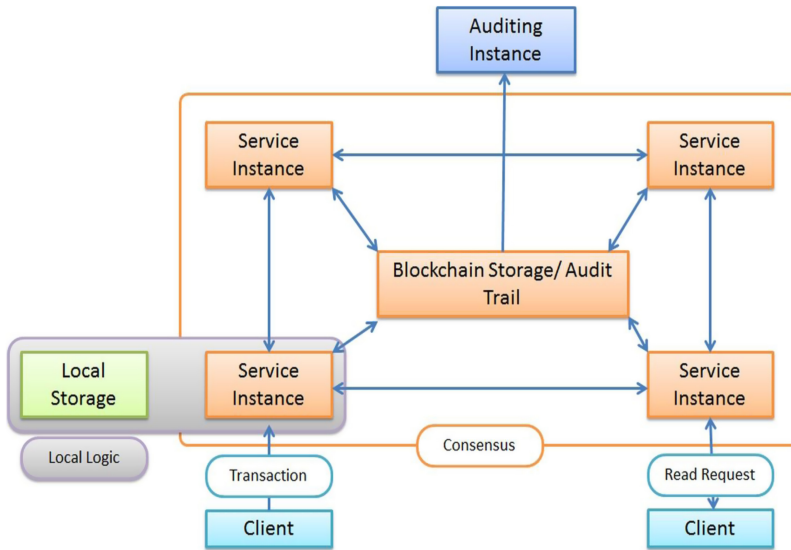 Auditing
Instance
Service
Instance
Service
Instance
Blockchain Storage/ Audit
Trail
Local
Storage
Service
Instance
Service
Instance
Local Logic
Consensus
Transaction
Read Request
Client
Client